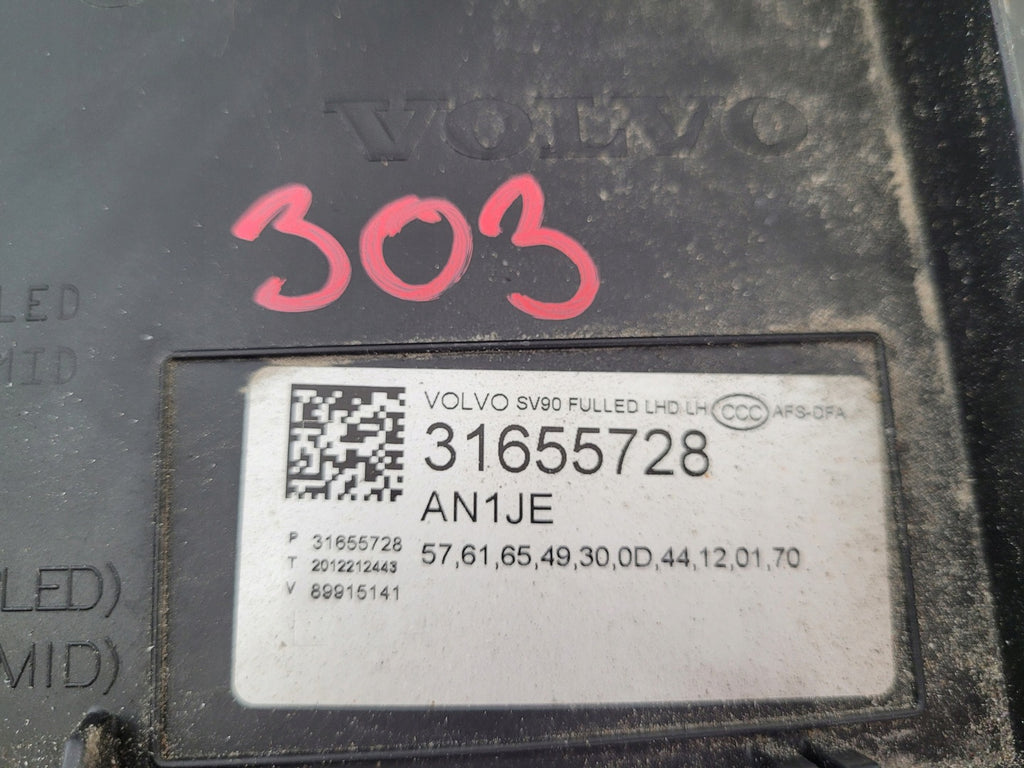 VOLVO
303
LED
MID
VOLVO SV90 FULLED LHD LH CCC AFS-DFA
31655728
AN1JE
P 31655728
T 2012212443
V 89915141
57,61,65,49,30,0D,44,12,01,70
LED)
MID)